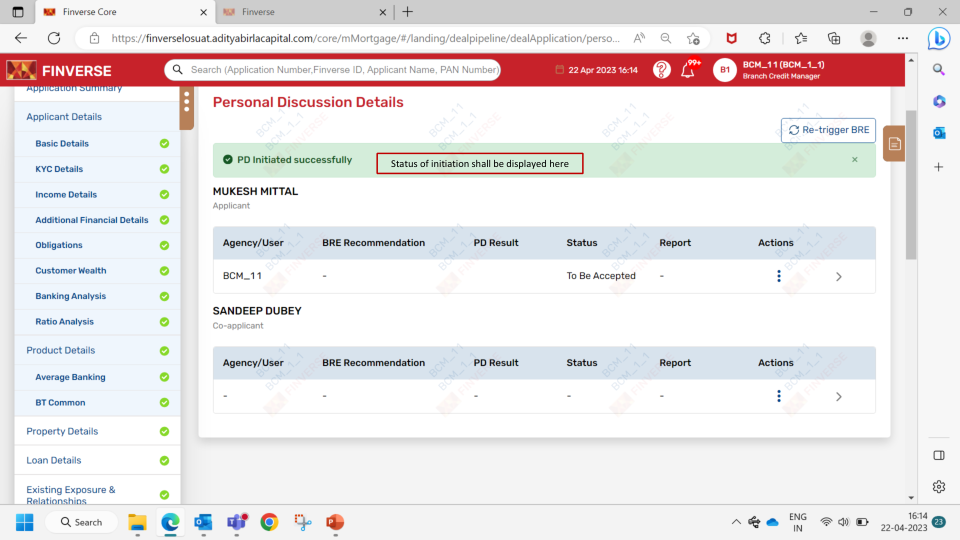 Finverse Core
Finverse
https://finverselosuat.adityabirlacapital.com/core/mMortgage/#/landing/dealpipeline/dealApplication/perso...
FINVERSE
Search (Application Number,Finverse ID, Applicant Name, PAN Number)
22 Apr 2023 16:14
99+
B1
BCM_11 (BCM_1_1)
Branch Credit Manager
Application Summary
Applicant Details
Basic Details
KYC Details
Income Details
Additional Financial Details
Obligations
Customer Wealth
Banking Analysis
Ratio Analysis
Product Details
Average Banking
BT Common
Property Details
Loan Details
Existing Exposure &
Relationships
Personal Discussion Details
Re-trigger BRE
PD Initiated successfully
Status of initiation shall be displayed here
×
MUKESH MITTAL
Applicant
Agency/User BRE Recommendation PD Result Status Report Actions
BCM_11 - To Be Accepted -
SANDEEP DUBEY
Co-applicant
Agency/User BRE Recommendation PD Result Status Report Actions
- - - - -
BCM_11
BCM_1_1
FINVERSE
Search
ENG
IN
16:14
22-04-2023
23